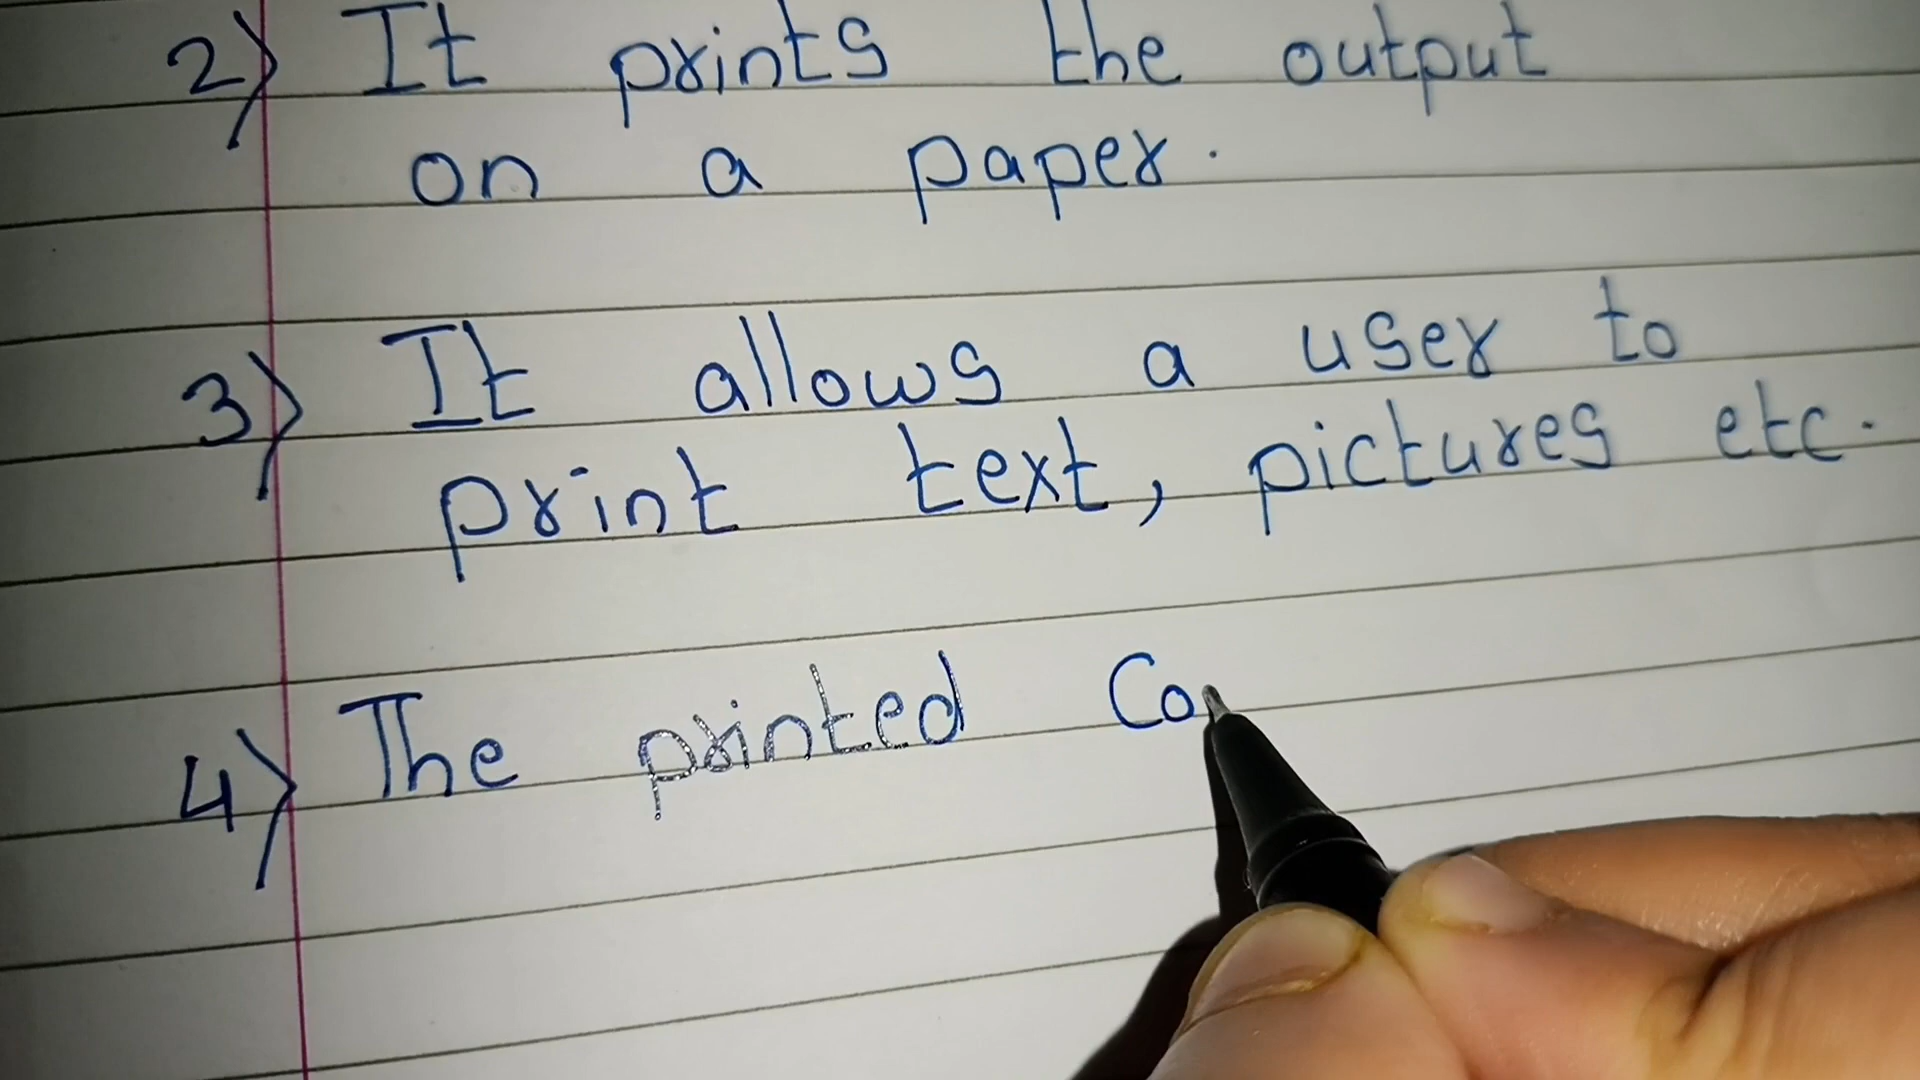 2) It prints the output
on a paper.
3) It allows a user to
print text, pictures etc.
4) The printed Co